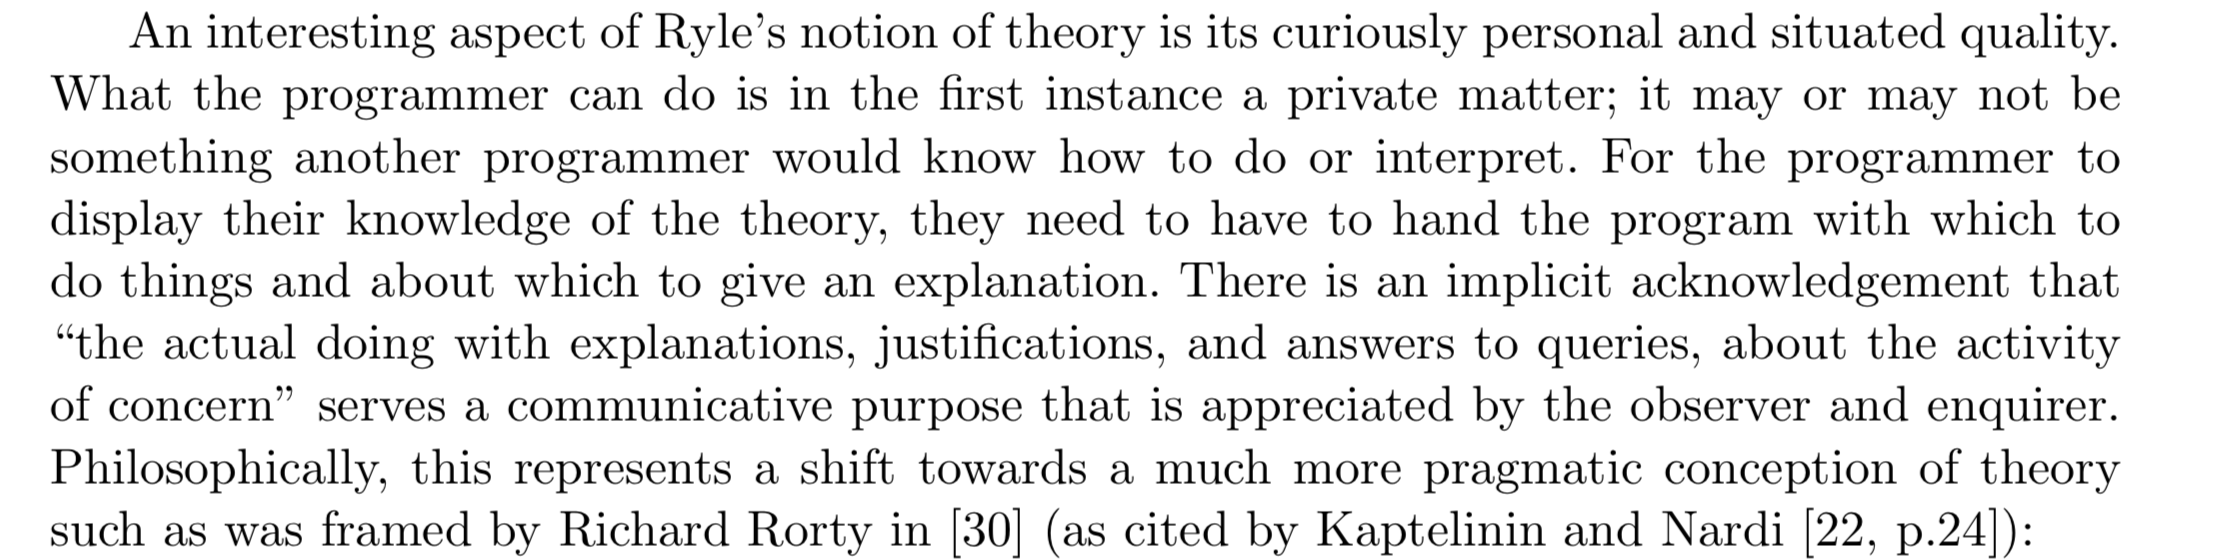 An interesting aspect of Ryle’s notion of theory is its curiously personal and situated quality.
What the programmer can do is in the first instance a private matter; it may or may not be
something another programmer would know how to do or interpret. For the programmer to
display their knowledge of the theory, they need to have to hand the program with which to
do things and about which to give an explanation. There is an implicit acknowledgement that
“the actual doing with explanations, justifications, and answers to queries, about the activity
of concern” serves a communicative purpose that is appreciated by the observer and enquirer.
Philosophically, this represents a shift towards a much more pragmatic conception of theory
such as was framed by Richard Rorty in [30] (as cited by Kaptelinin and Nardi [22, p.24]):